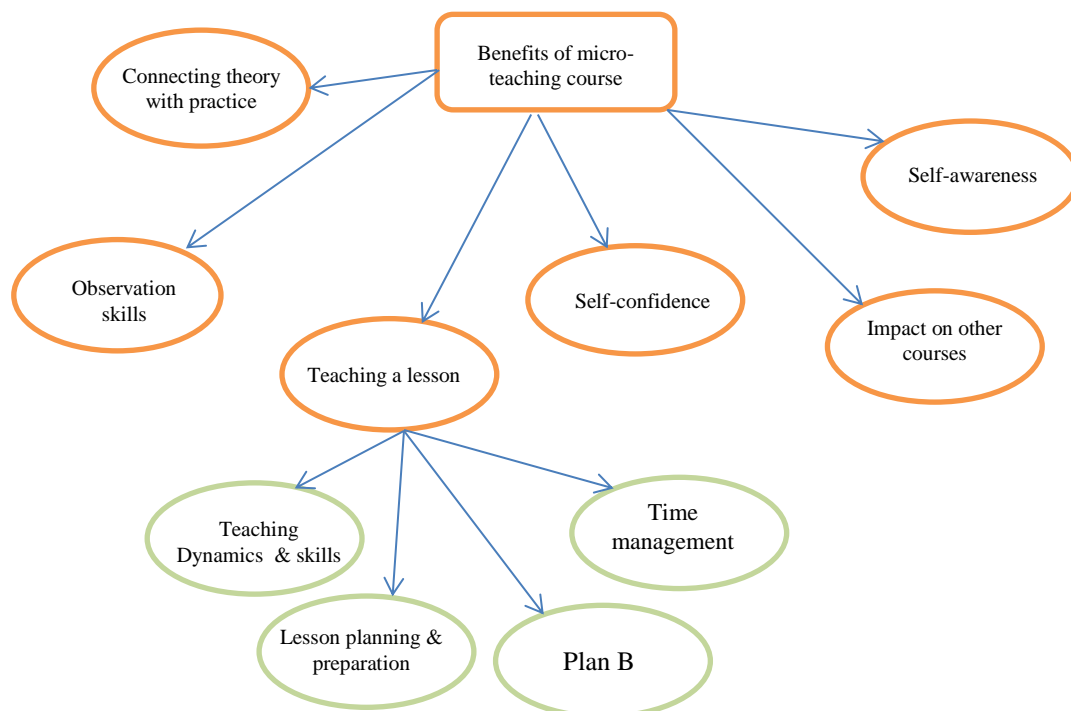 Benefits of micro-
teaching course
Connecting theory
with practice
Self-awareness
Observation
skills
Self-confidence
Impact on other
courses
Teaching a lesson
Teaching
Dynamics & skills
Time
management
Lesson planning &
preparation
Plan B